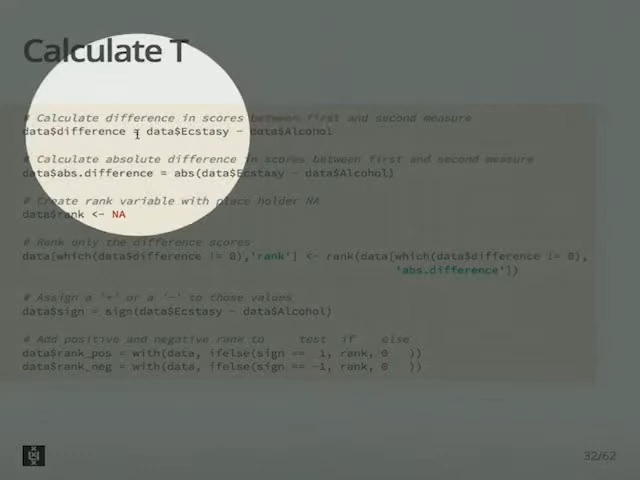 Calculate T
# Calculate difference in scores between first and second measure
data$difference = data$Ecstasy - data$Alcohol
# Calculate absolute difference in scores between first and second measure
data$abs.difference = abs(data$Ecstasy - data$Alcohol)
# Create rank variable with place holder NA
data$rank <- NA
# Rank only the difference scores
data[which(data$difference != 0),'rank'] <- rank(data[which(data$difference != 0),
'abs.difference'])
# Assign a '+' or a '-' to those values
data$sign = sign(data$Ecstasy - data$Alcohol)
# Add positive and negative rank to test if else
data$rank_pos = with(data, ifelse(sign == 1, rank, 0 ))
data$rank_neg = with(data, ifelse(sign == -1, rank, 0 ))
32/62